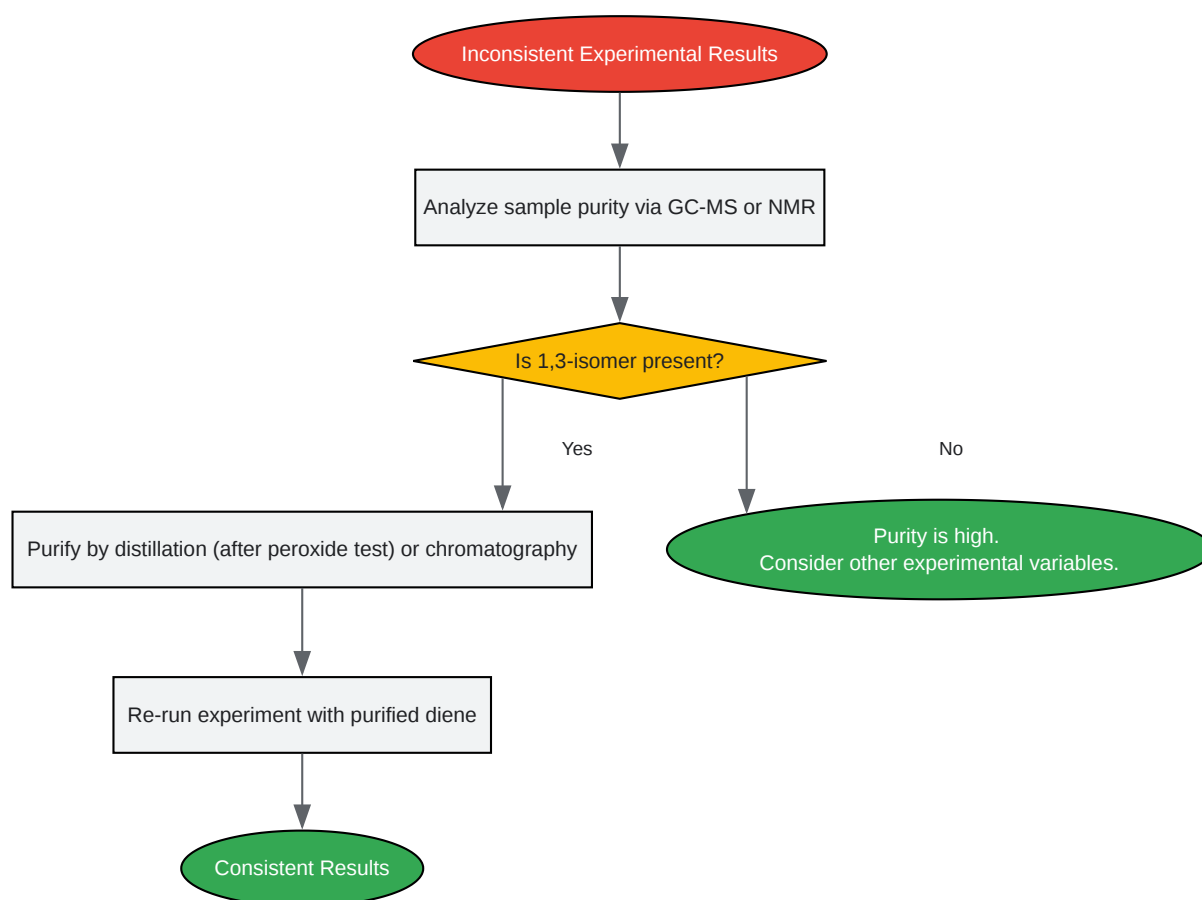 Inconsistent Experimental Results
Analyze sample purity via GC-MS or NMR
Is 1,3-isomer present?
Yes
No
Purify by distillation (after peroxide test) or chromatography
Purity is high.
Consider other experimental variables.
Re-run experiment with purified diene
Consistent Results